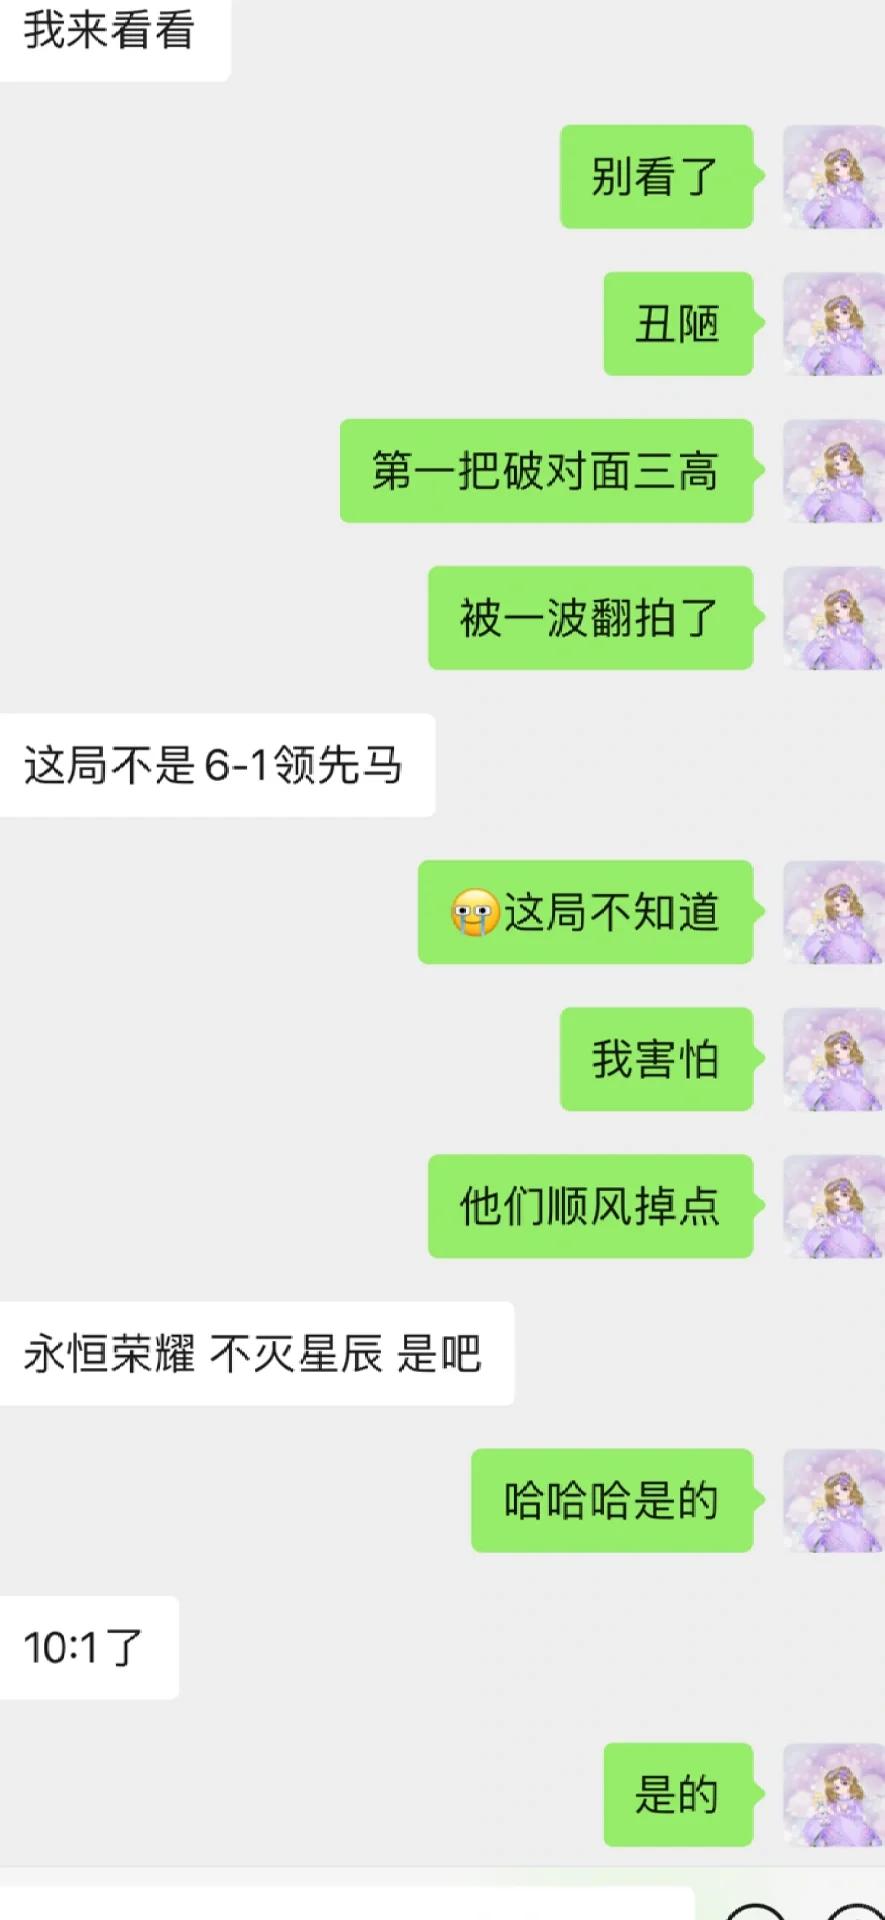 我来看看
别看了
丑陋
第一把破对面三高
被一波翻拍了
这局不是6-1领先马
😭这局不知道
我害怕
他们顺风掉点
永恒荣耀 不灭星辰 是吧
哈哈哈是的
10:1了
是的